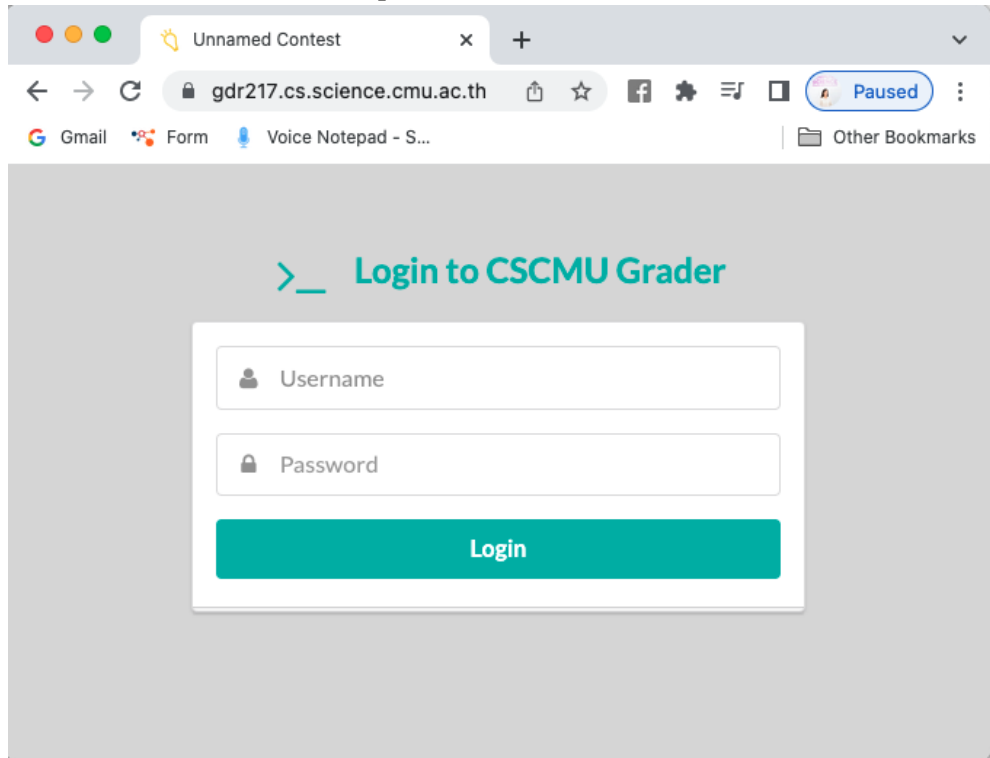 Unnamed Contest
gdr217.cs.science.cmu.ac.th
Paused
Gmail Form Voice Notepad - S... Other Bookmarks
>_ Login to CSCMU Grader
Username
Password
Login